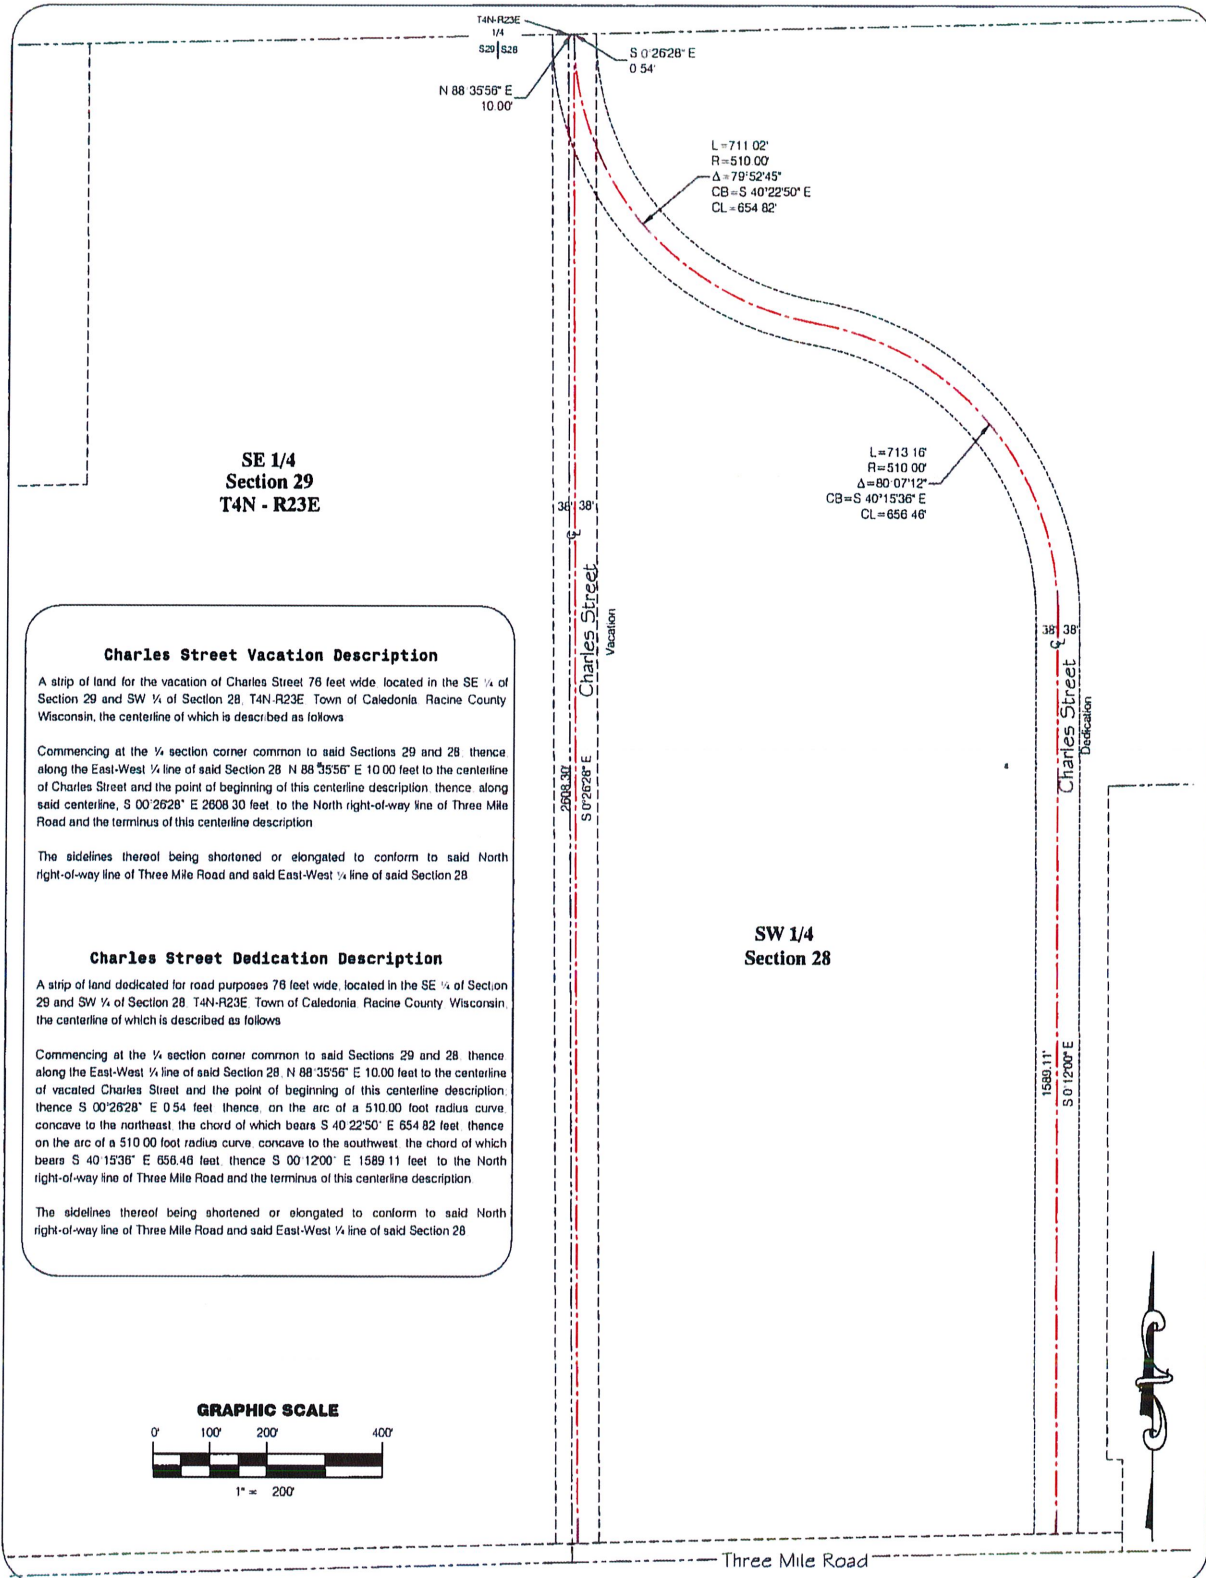 T4N-R23E
1/4
S29 | S28
S 0°26'28" E
0 54'
N 88 35'56" E
10 00'
L=711 02'
R=510 00'
Δ=79°52'45"
CB=S 40°22'50" E
CL=654 82'
L=713 16'
R=510 00'
Δ=80 07'12"
CB=S 40°15'36" E
CL=656 46'
SE 1/4
Section 29
T4N - R23E
38' 38'
CL
Charles Street
Vacation
2608.30'
S 0°26'28" E
38' 38'
CL
Charles Street
Dedication
1589.11'
S 0°12'00" E
SW 1/4
Section 28
Charles Street Vacation Description
A strip of land for the vacation of Charles Street 76 feet wide located in the SE ¼ of
Section 29 and SW ¼ of Section 28, T4N-R23E Town of Caledonia Racine County
Wisconsin, the centerline of which is described as follows
Commencing at the ¼ section corner common to said Sections 29 and 28 thence
along the East-West ¼ line of said Section 28 N 88°35'56" E 10 00 feet to the centerline
of Charles Street and the point of beginning of this centerline description thence along
said centerline, S 00°26'28" E 2608 30 feet to the North right-of-way line of Three Mile
Road and the terminus of this centerline description
The sidelines thereof being shortened or elongated to conform to said North
right-of-way line of Three Mile Road and said East-West ¼ line of said Section 28
Charles Street Dedication Description
A strip of land dedicated for road purposes 76 feet wide, located in the SE ¼ of Section
29 and SW ¼ of Section 28 T4N-R23E, Town of Caledonia Racine County Wisconsin,
the centerline of which is described as follows
Commencing at the ¼ section corner common to said Sections 29 and 28 thence
along the East-West ¼ line of said Section 28, N 88°35'56" E 10.00 feet to the centerline
of vacated Charles Street and the point of beginning of this centerline description,
thence S 00°26'28" E 0 54 feet thence, on the arc of a 510.00 foot radius curve,
concave to the northeast the chord of which bears S 40 22'50" E 654 82 feet thence
on the arc of a 510 00 foot radius curve concave to the southwest the chord of which
bears S 40 15'36" E 656.46 feet thence S 00 12'00" E 1589 11 feet to the North
right-of-way line of Three Mile Road and the terminus of this centerline description
The sidelines thereof being shortened or elongated to conform to said North
right-of-way line of Three Mile Road and said East-West ¼ line of said Section 28
GRAPHIC SCALE
0' 100' 200' 400'
1" = 200'
Three Mile Road